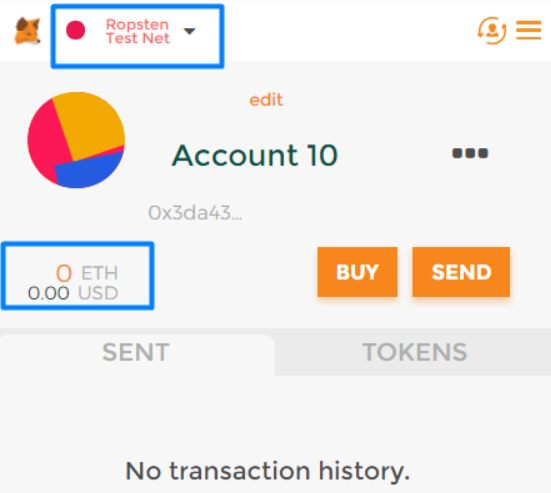 Ropsten
Test Net
edit
Account 10
0x3da43...
0 ETH
0.00 USD
BUY
SEND
SENT
TOKENS
No transaction history.